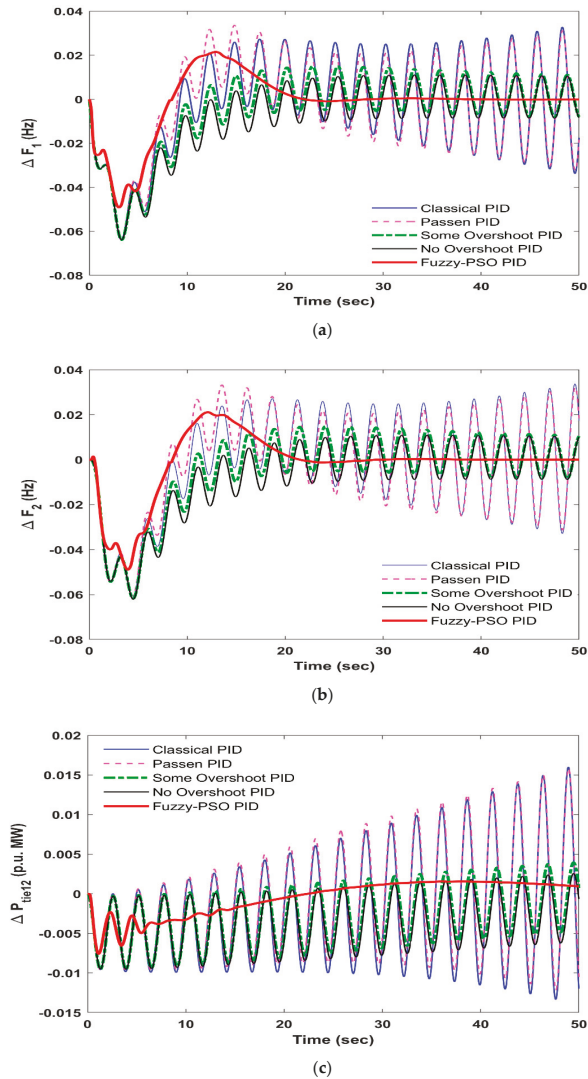 0.04
0.02
0
-0.02
-0.04
-0.06
-0.08
Δ F1 (Hz)
Classical PID
Passen PID
Some Overshoot PID
No Overshoot PID
Fuzzy-PSO PID
0 10 20 30 40 50
Time (sec)
(a)
0.04
0.02
0
-0.02
-0.04
-0.06
-0.08
Δ F2 (Hz)
Classical PID
Passen PID
Some Overshoot PID
No Overshoot PID
Fuzzy-PSO PID
0 10 20 30 40 50
Time (sec)
(b)
0.02
0.015
0.01
0.005
0
-0.005
-0.01
-0.015
Δ Ptie12 (p.u. MW)
Classical PID
Passen PID
Some Overshoot PID
No Overshoot PID
Fuzzy-PSO PID
0 10 20 30 40 50
Time (sec)
(c)